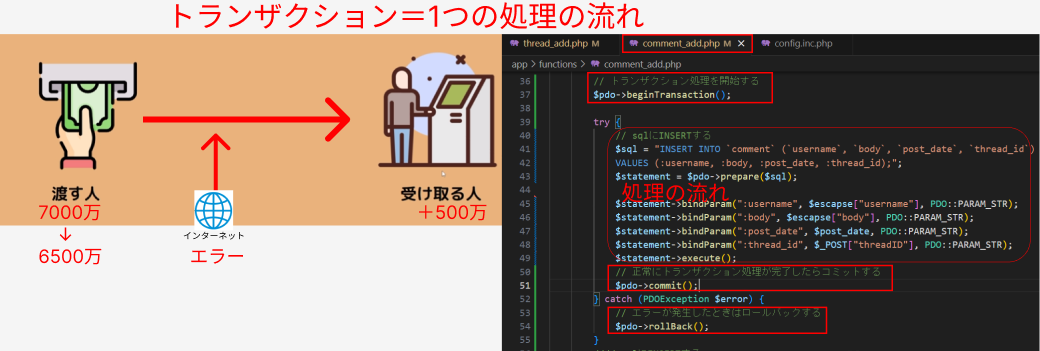 トランザクション＝1つの処理の流れ
渡す人
7000万
↓
6500万
インターネット
エラー
受け取る人
＋500万
thread_add.php M
comment_add.php M ×
config.inc.php
app > functions > comment_add.php
36 // トランザクション処理を開始する
37 $pdo->beginTransaction();
38
39 try {
40 // sqlにINSERTする
41 $sql = "INSERT INTO `comment` (`username`, `body`, `post_date`, `thread_id`)
42 VALUES (:username, :body, :post_date, :thread_id);";
43 $statement = $pdo->prepare($sql);
44
処理の流れ
45 $statement->bindParam(":username", $escapse["username"], PDO::PARAM_STR);
46 $statement->bindParam(":body", $escapse["body"], PDO::PARAM_STR);
47 $statement->bindParam(":post_date", $post_date, PDO::PARAM_STR);
48 $statement->bindParam(":thread_id", $_POST["threadID"], PDO::PARAM_STR);
49 $statement->execute();
50 // 正常にトランザクション処理が完了したらコミットする
51 $pdo->commit();
52 } catch (PDOException $error) {
53 // エラーが発生したときはロールバックする
54 $pdo->rollBack();
55 }